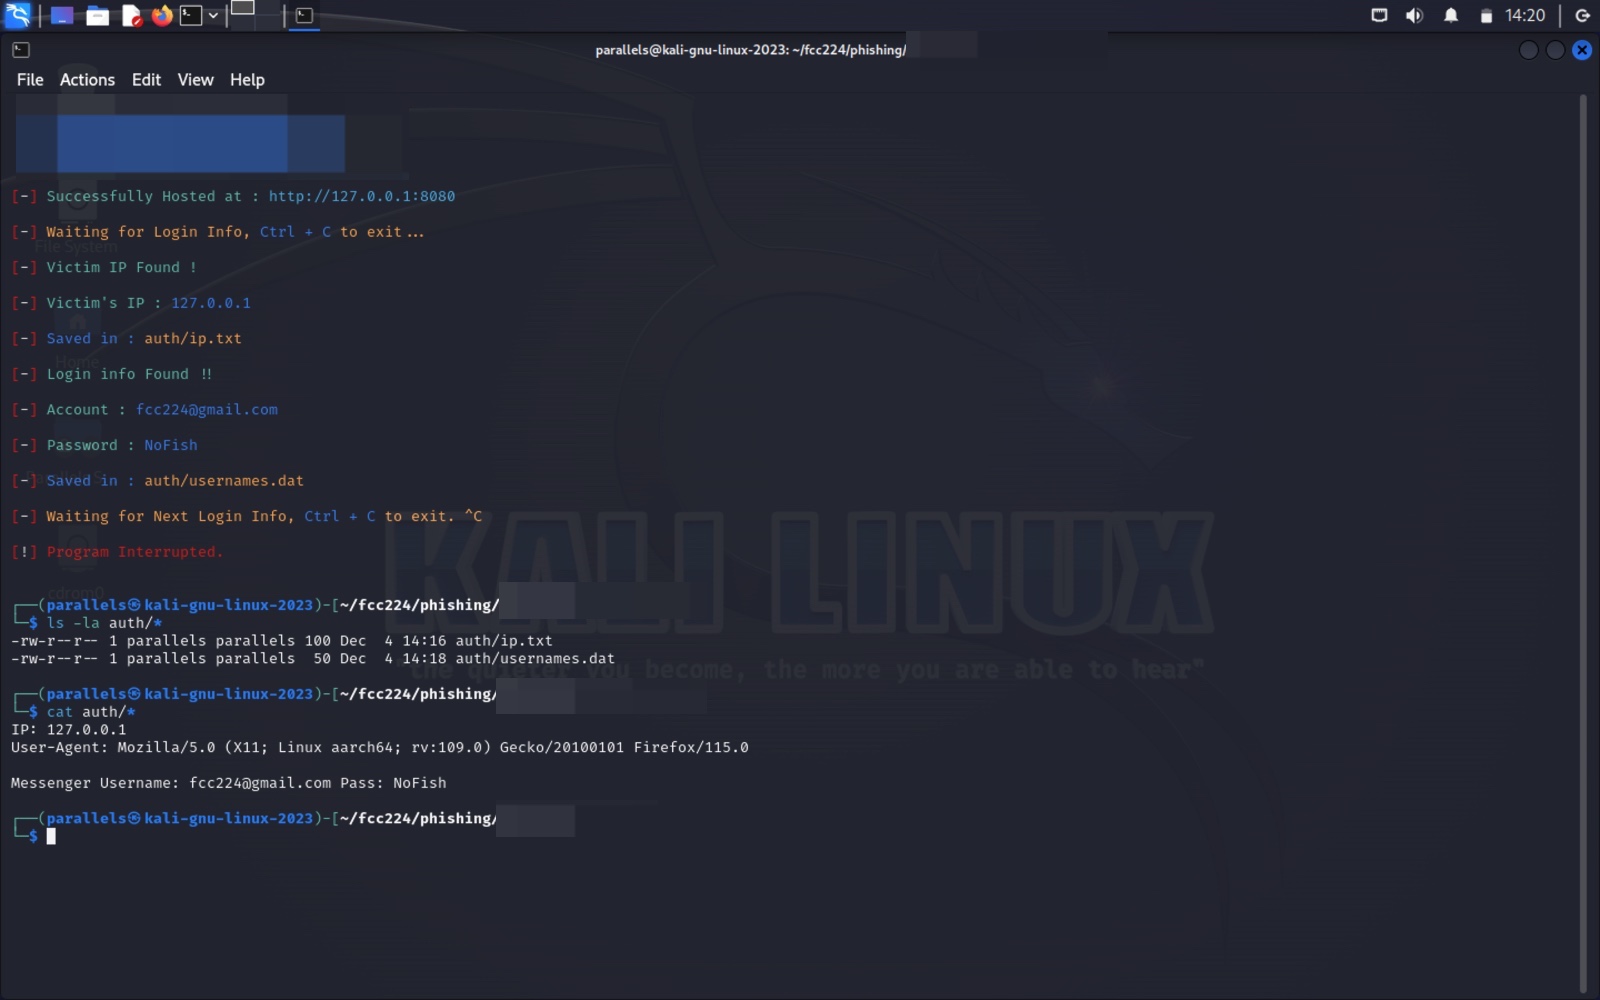 14:20
parallels@kali-gnu-linux-2023: ~/fcc224/phishing/
File Actions Edit View Help
[-] Successfully Hosted at : http://127.0.0.1:8080
[-] Waiting for Login Info, Ctrl + C to exit...
File System
[-] Victim IP Found !
[-] Victim's IP : 127.0.0.1
[-] Saved in : auth/ip.txt
Home
[-] Login info Found !!
[-] Account : fcc224@gmail.com
[-] Password : NoFish
[-] Saved in : auth/usernames.dat
[-] Waiting for Next Login Info, Ctrl + C to exit. ^C
KALI LINUX
[!] Program Interrupted.
cdrom0
┌──(parallels㉿kali-gnu-linux-2023)-[~/fcc224/phishing/
└─$ ls -la auth/*
-rw-r--r-- 1 parallels parallels 100 Dec  4 14:16 auth/ip.txt
-rw-r--r-- 1 parallels parallels  50 Dec  4 14:18 auth/usernames.dat
"the quieter you become, the more you are able to hear"
┌──(parallels㉿kali-gnu-linux-2023)-[~/fcc224/phishing/
└─$ cat auth/*
IP: 127.0.0.1
User-Agent: Mozilla/5.0 (X11; Linux aarch64; rv:109.0) Gecko/20100101 Firefox/115.0
Messenger Username: fcc224@gmail.com Pass: NoFish
┌──(parallels㉿kali-gnu-linux-2023)-[~/fcc224/phishing/
└─$